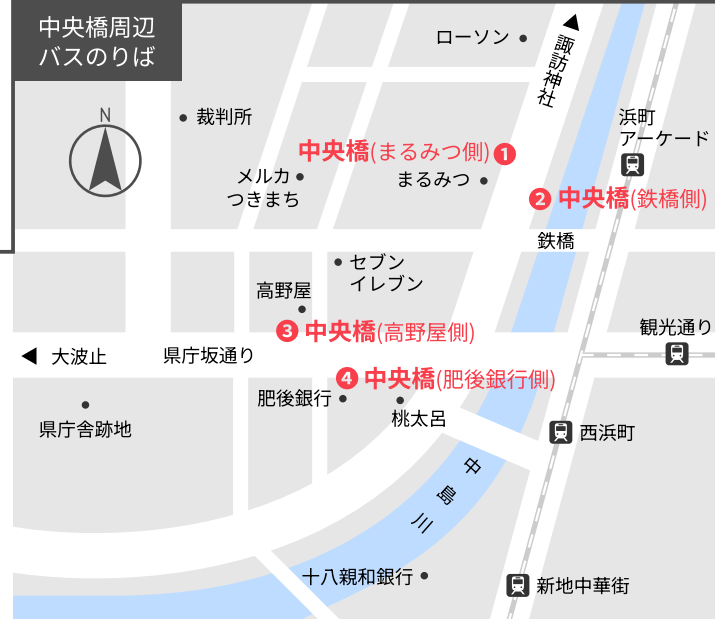 中央橋周辺
バスのりば
N
ローソン
諏訪神社
裁判所
浜町
アーケード
中央橋(まるみつ側)1
メルカ
つきまち
まるみつ
2 中央橋(鉄橋側)
鉄橋
セブン
イレブン
高野屋
3 中央橋(高野屋側)
観光通り
大波止
県庁坂通り
4 中央橋(肥後銀行側)
肥後銀行
桃太呂
県庁舎跡地
西浜町
中島川
十八親和銀行
新地中華街